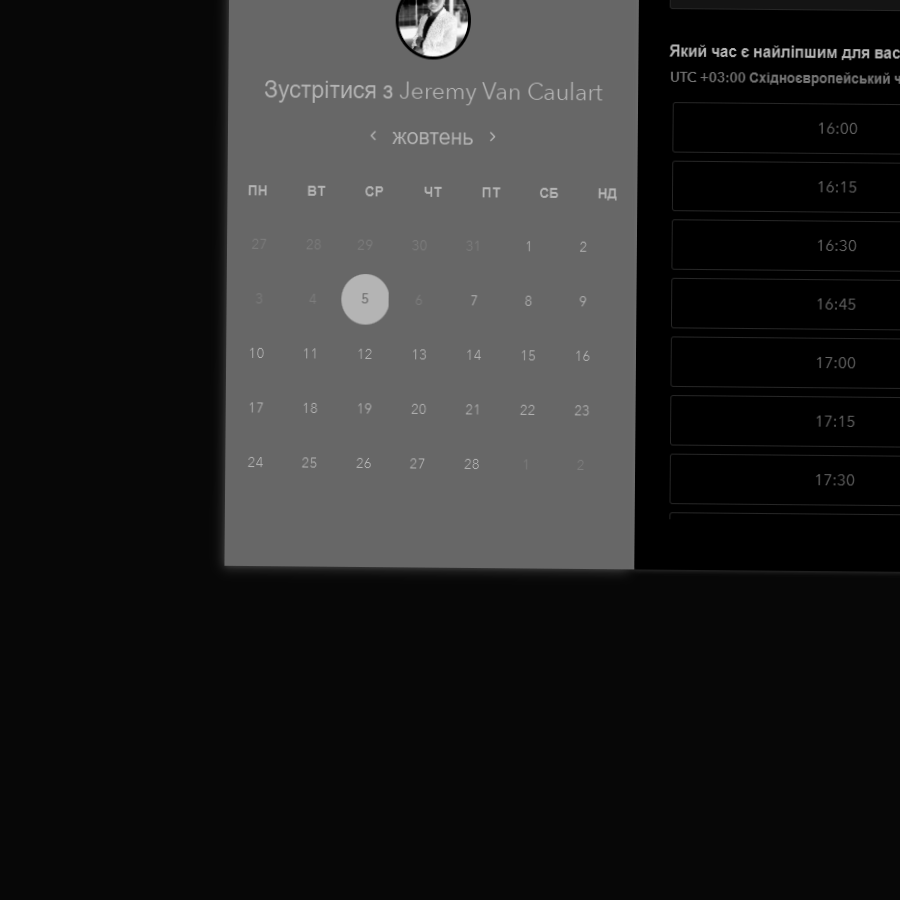 Зустрітися з Jeremy Van Caulart
жовтень
ПН ВТ СР ЧТ ПТ СБ НД
27 28 29 30 31 1 2
3 4 5 6 7 8 9
10 11 12 13 14 15 16
17 18 19 20 21 22 23
24 25 26 27 28 1 2
Який час є найліпшим для вас
UTC +03:00 Східноєвропейський
16:00
16:15
16:30
16:45
17:00
17:15
17:30